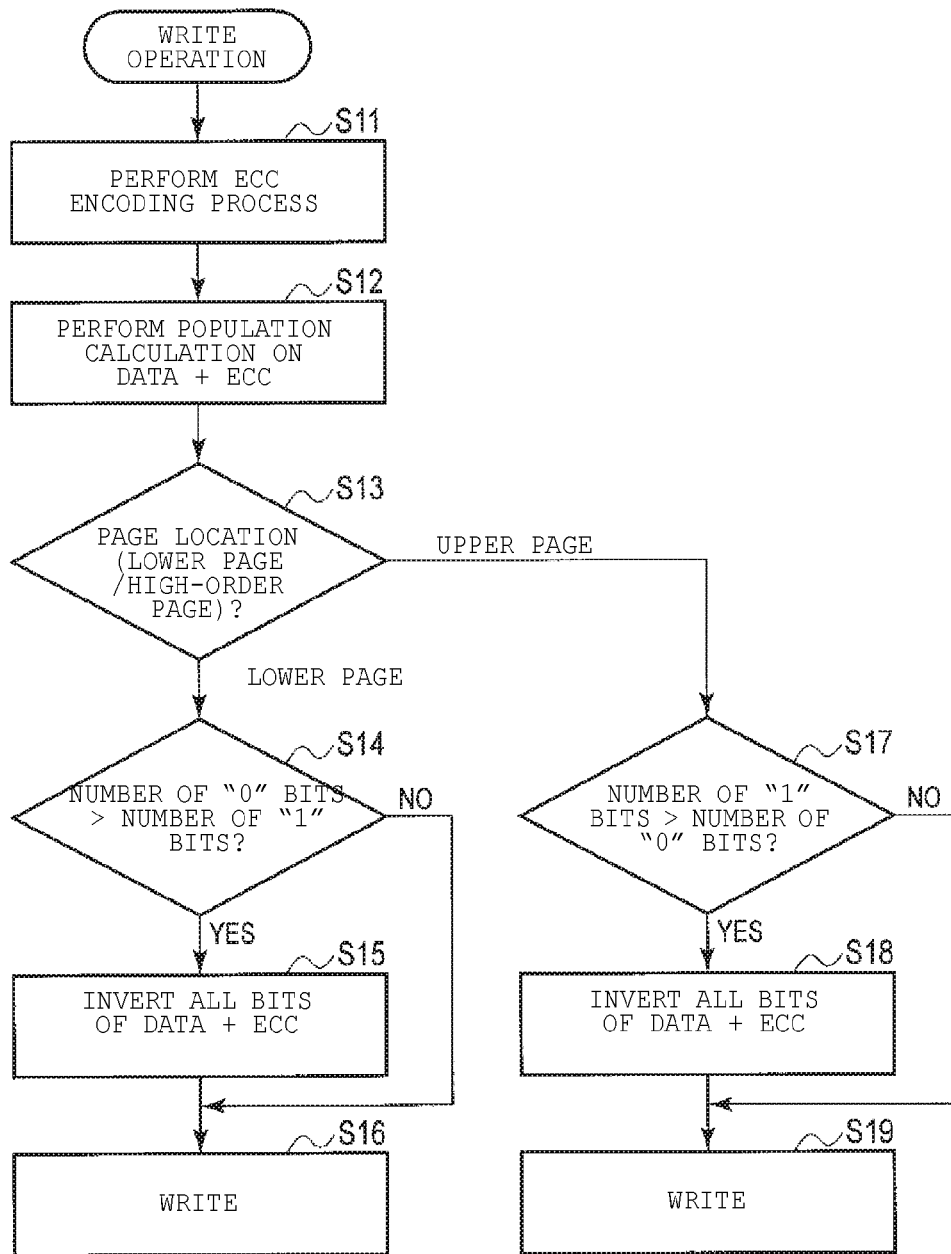 WRITE
OPERATION
S11
PERFORM ECC
ENCODING PROCESS
S12
PERFORM POPULATION
CALCULATION ON
DATA + ECC
S13
PAGE LOCATION
(LOWER PAGE
/HIGH-ORDER
PAGE)?
UPPER PAGE
LOWER PAGE
S14
NUMBER OF "0" BITS
> NUMBER OF "1"
BITS?
NO
YES
S15
INVERT ALL BITS
OF DATA + ECC
S16
WRITE
S17
NUMBER OF "1"
BITS > NUMBER OF
"0" BITS?
NO
YES
S18
INVERT ALL BITS
OF DATA + ECC
S19
WRITE